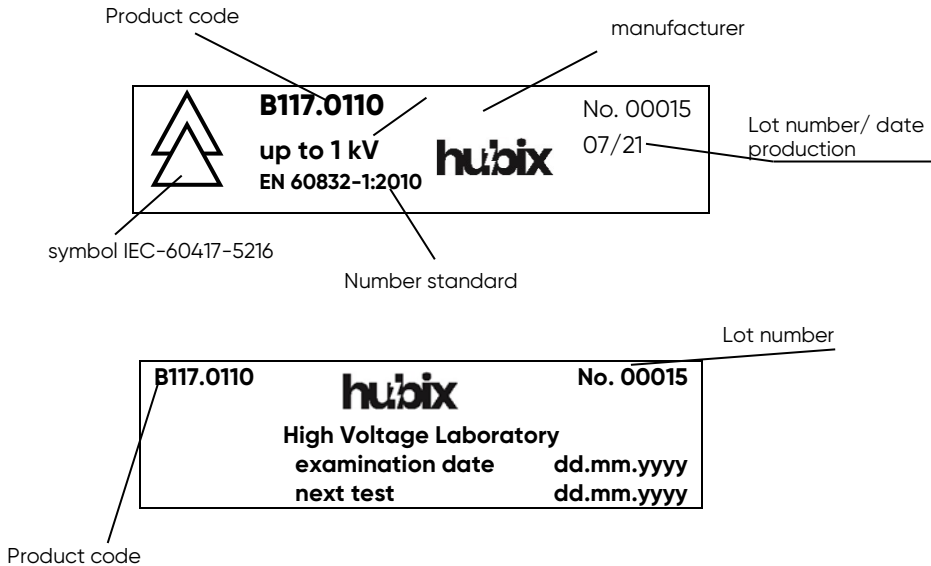 Product code
manufacturer
B117.0110
No. 00015
up to 1 kV
hubix
07/21
Lot number/ date
production
EN 60832-1:2010
symbol IEC-60417-5216
Number standard
Lot number
B117.0110
hubix
No. 00015
High Voltage Laboratory
examination date dd.mm.yyyy
next test dd.mm.yyyy
Product code